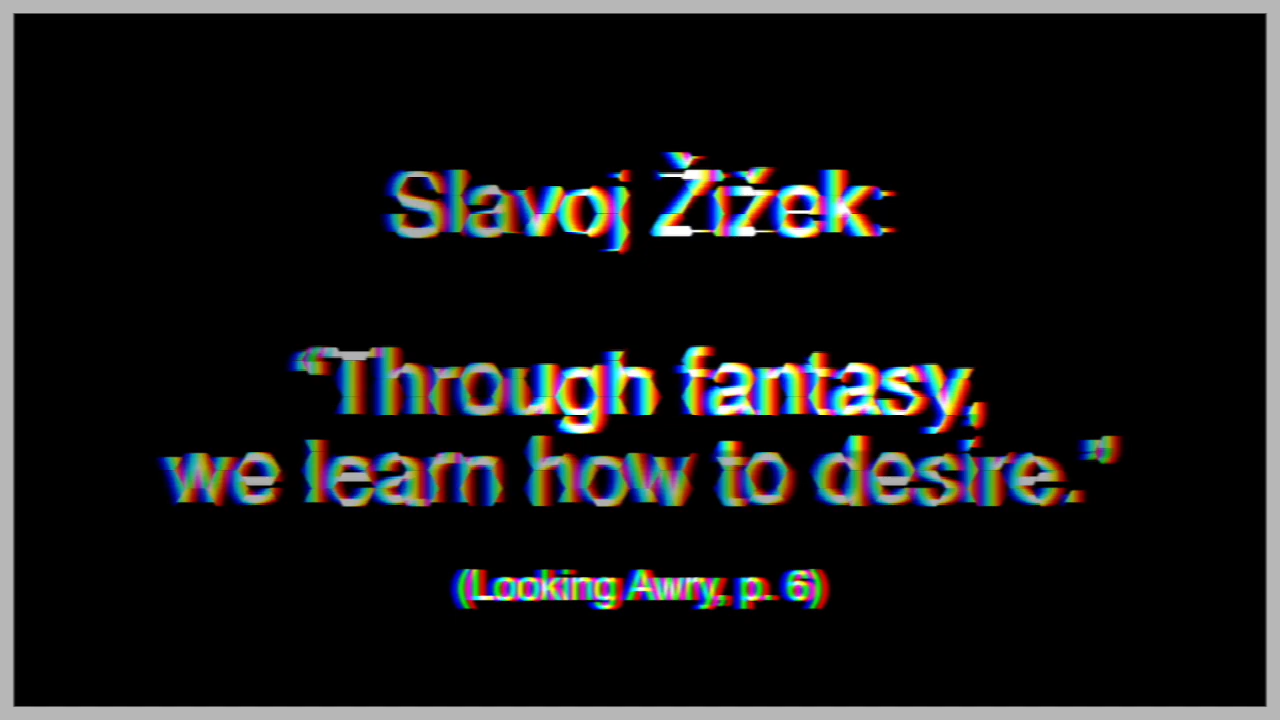 Slavoj Žižek:
“Through fantasy,
we learn how to desire.”
(Looking Awry, p. 6)